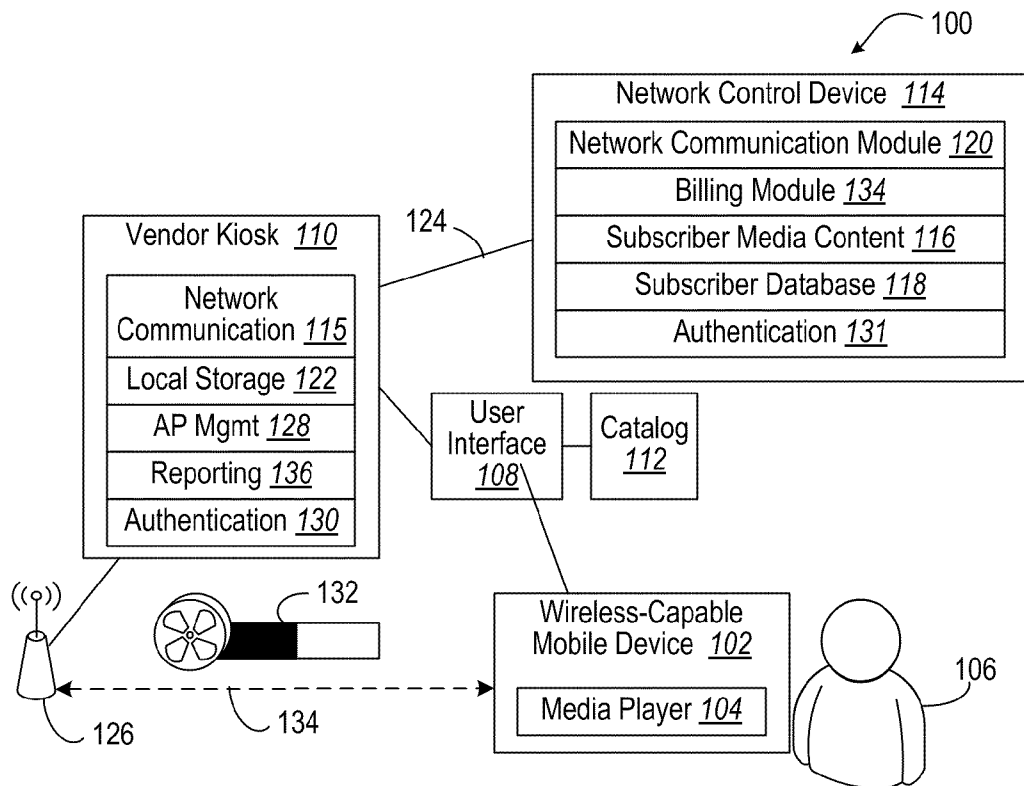 100
Network Control Device 114
Network Communication Module 120
Billing Module 134
Subscriber Media Content 116
Subscriber Database 118
Authentication 131
124
Vendor Kiosk 110
Network
Communication 115
Local Storage 122
AP Mgmt 128
Reporting 136
Authentication 130
User
Interface
108
Catalog
112
132
134
126
Wireless-Capable
Mobile Device 102
Media Player 104
106